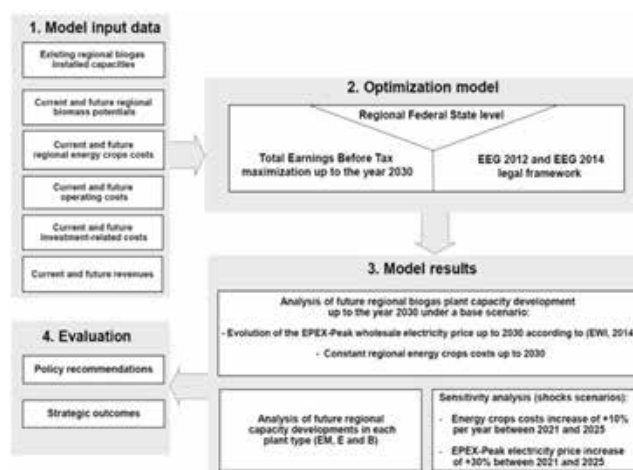 1. Model input data
Existing regional biogas
installed capacities
Current and future regional
biomass potentials
Current and future
regional energy crops costs
Current and future
operating costs
Current and future
investment-related costs
Current and future revenues
2. Optimization model
Regional Federal State level
Total Earnings Before Tax
maximization up to the year 2030
EEG 2012 and EEG 2014
legal framework
3. Model results
Analysis of future regional biogas plant capacity development
up to the year 2030 under a base scenario:
- Evolution of the EPEX-Peak wholesale electricity price up to 2030 according to (EWI, 2014
- Constant regional energy crops costs up to 2030
Analysis of future regional
capacity developments in each
plant type (EM, E and B)
Sensitivity analysis (shocks scenarios):
- Energy crops costs increase of +10%
per year between 2021 and 2025
- EPEX-Peak electricity price increase
of +30% between 2021 and 2025
4. Evaluation
Policy recommendations
Strategic outcomes